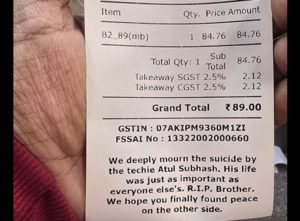 Item Qty. Price Amount
B2_89(mb) 1 84.76 84.76
Total Qty: 1 Sub Total 84.76
Takeaway SGST 2.5% 2.12
Takeaway CGST 2.5% 2.12
Grand Total ₹89.00
GSTIN : 07AKIPM9360M1ZI
FSSAI No : 13322002000660
We deeply mourn the suicide by
the techie Atul Subhash. His life
was just as important as
everyone else's. R.I.P. Brother.
We hope you finally found peace
on the other side.